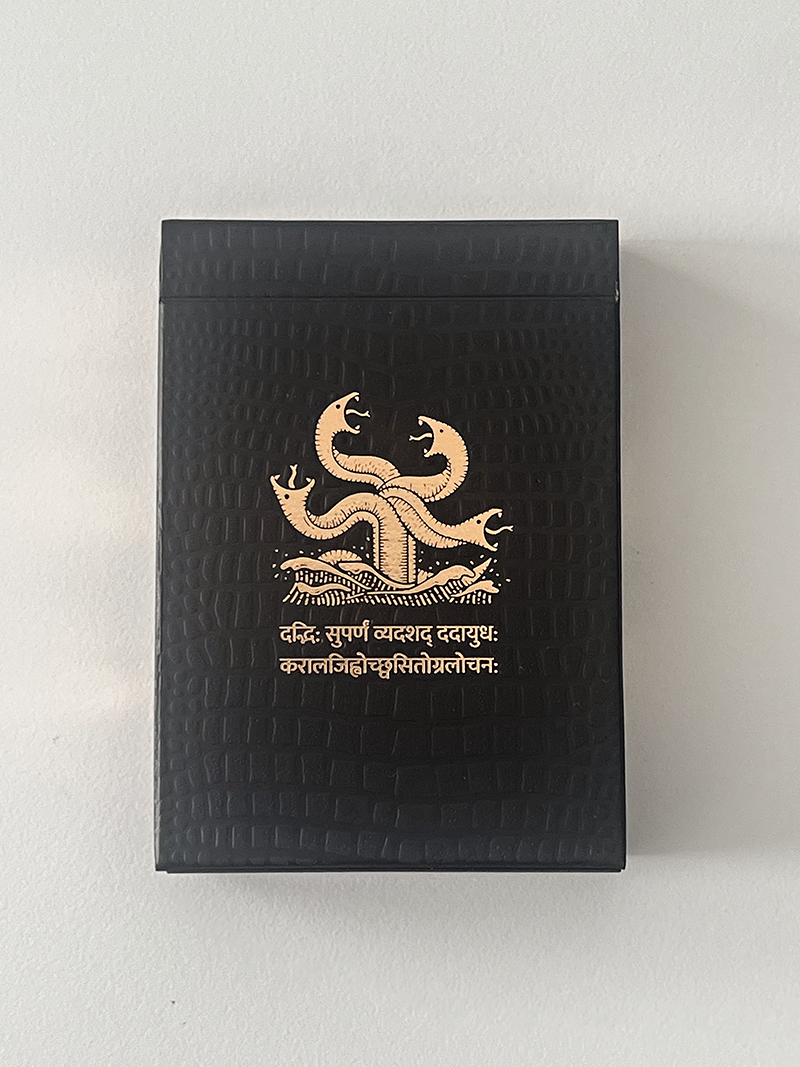 दद्भिः सुपर्णं व्यदशद् ददायुधः
करालजिह्वोच्छ्वसितोग्रलोचनः